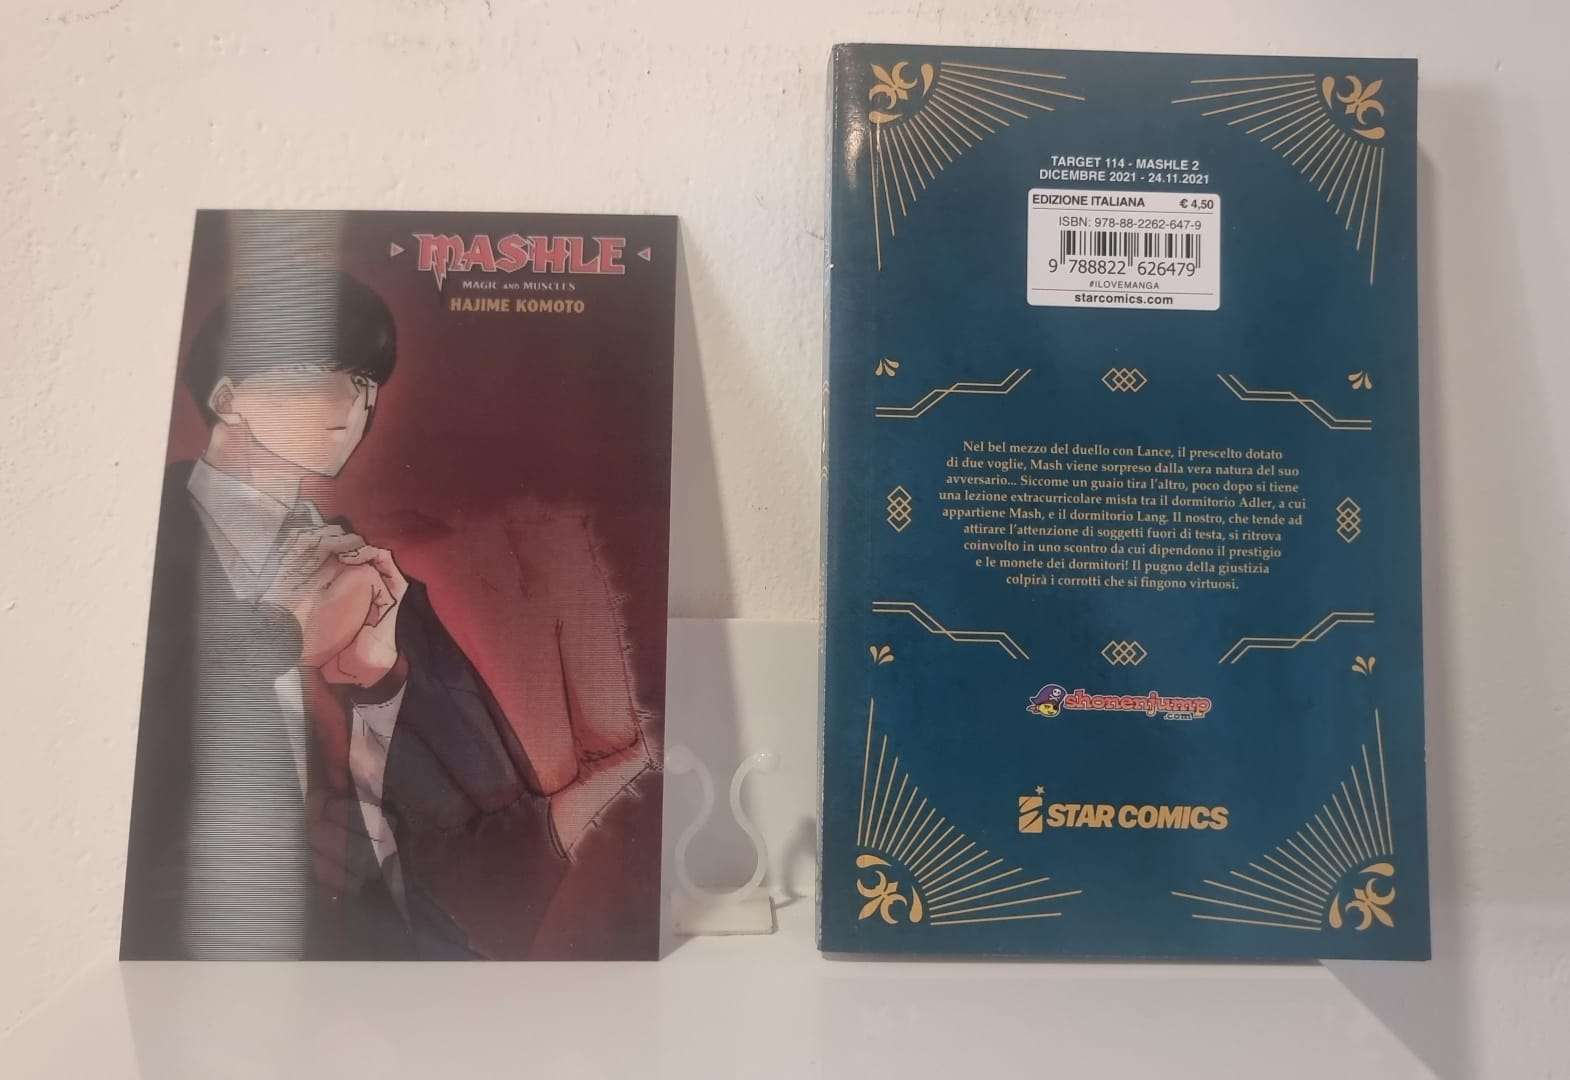 MASHLE
MAGIC AND MUSCLES
HAJIME KOMOTO
TARGET 114 - MASHLE 2
DICEMBRE 2021 - 24.11.2021
EDIZIONE ITALIANA € 4,50
ISBN: 978-88-2262-647-9
9 788822 626479
#ILOVEMANGA
starcomics.com
Nel bel mezzo del duello con Lance, il prescelto dotato
di due voglie, Mash viene sorpreso dalla vera natura del suo
avversario... Siccome un guaio tira l'altro, poco dopo si tiene
una lezione extracurricolare mista tra il dormitorio Adler, a cui
appartiene Mash, e il dormitorio Lang. Il nostro, che tende ad
attirare l'attenzione di soggetti fuori di testa, si ritrova
coinvolto in uno scontro da cui dipendono il prestigio
e le monete dei dormitori! Il pugno della giustizia
colpirà i corrotti che si fingono virtuosi.
shonenjump
.com
STAR COMICS